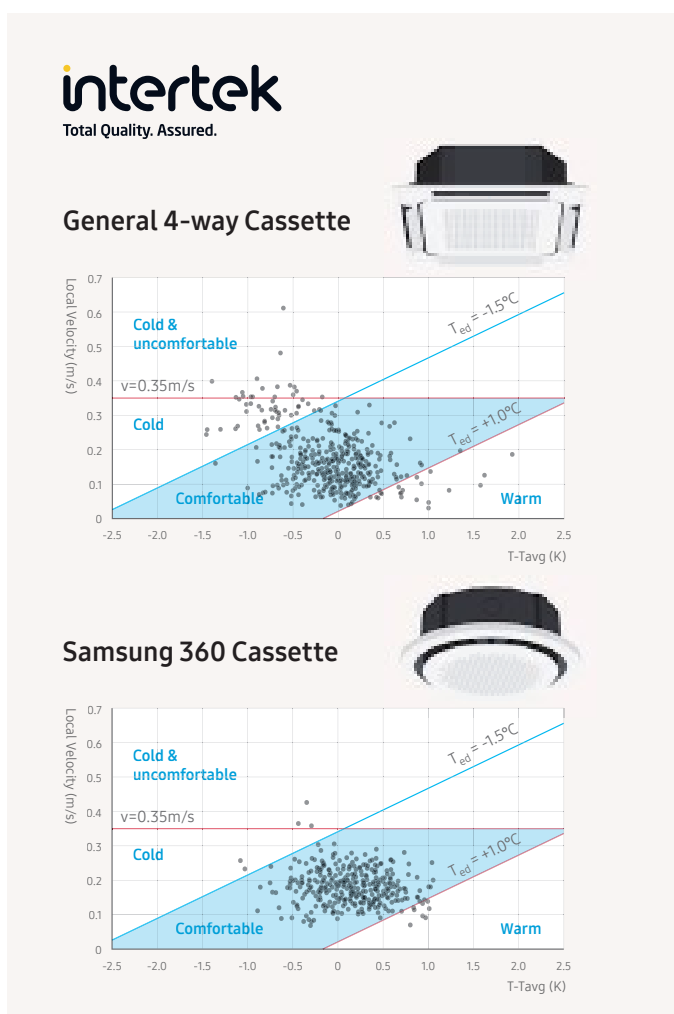 intertek
Total Quality. Assured.
General 4-way Cassette
Local Velocity (m/s)
0.7
0.6
0.5
0.4
0.3
0.2
0.1
0
Cold &
uncomfortable
v=0.35m/s
Cold
Comfortable
Warm
Ted = -1.5°C
Ted = +1.0°C
-2.5 -2.0 -1.5 -1.0 -0.5 0 0.5 1.0 1.5 2.0 2.5
T-Tavg (K)
Samsung 360 Cassette
Local Velocity (m/s)
0.7
0.6
0.5
0.4
0.3
0.2
0.1
0
Cold &
uncomfortable
v=0.35m/s
Cold
Comfortable
Warm
Ted = -1.5°C
Ted = +1.0°C
-2.5 -2.0 -1.5 -1.0 -0.5 0 0.5 1.0 1.5 2.0 2.5
T-Tavg (K)